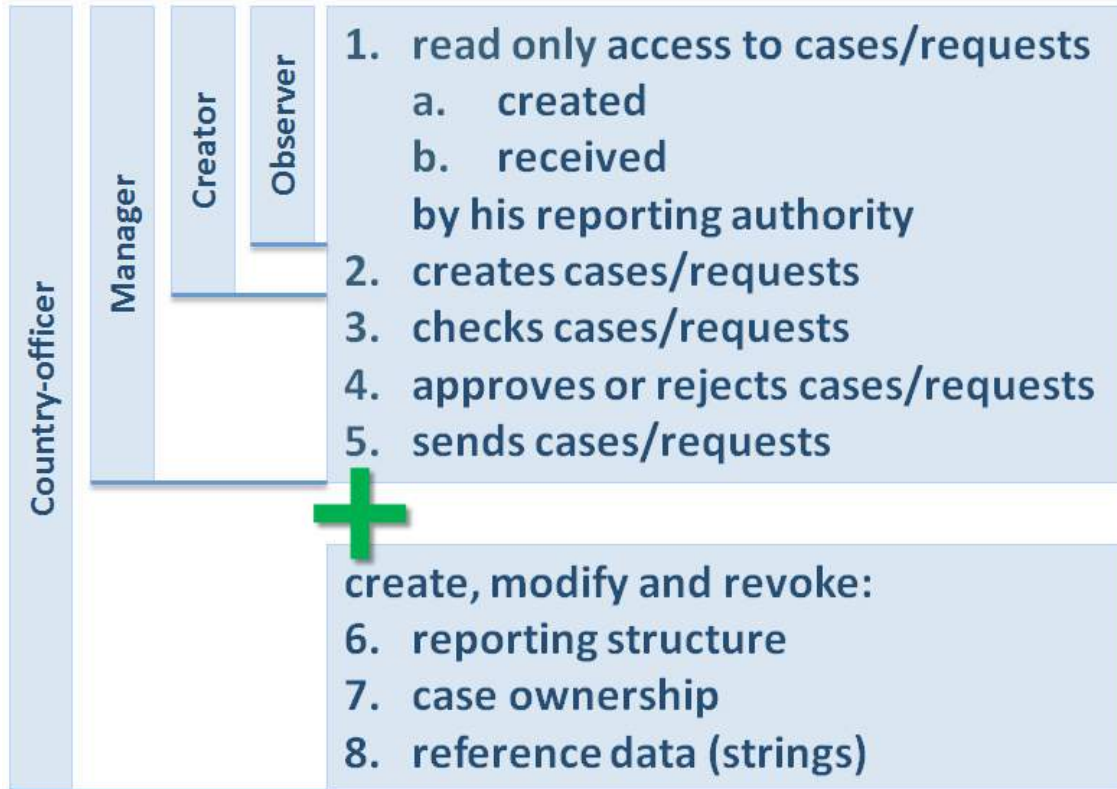 Country-officer
Manager
Creator
Observer
1. read only access to cases/requests
a. created
b. received
by his reporting authority
2. creates cases/requests
3. checks cases/requests
4. approves or rejects cases/requests
5. sends cases/requests
create, modify and revoke:
6. reporting structure
7. case ownership
8. reference data (strings)